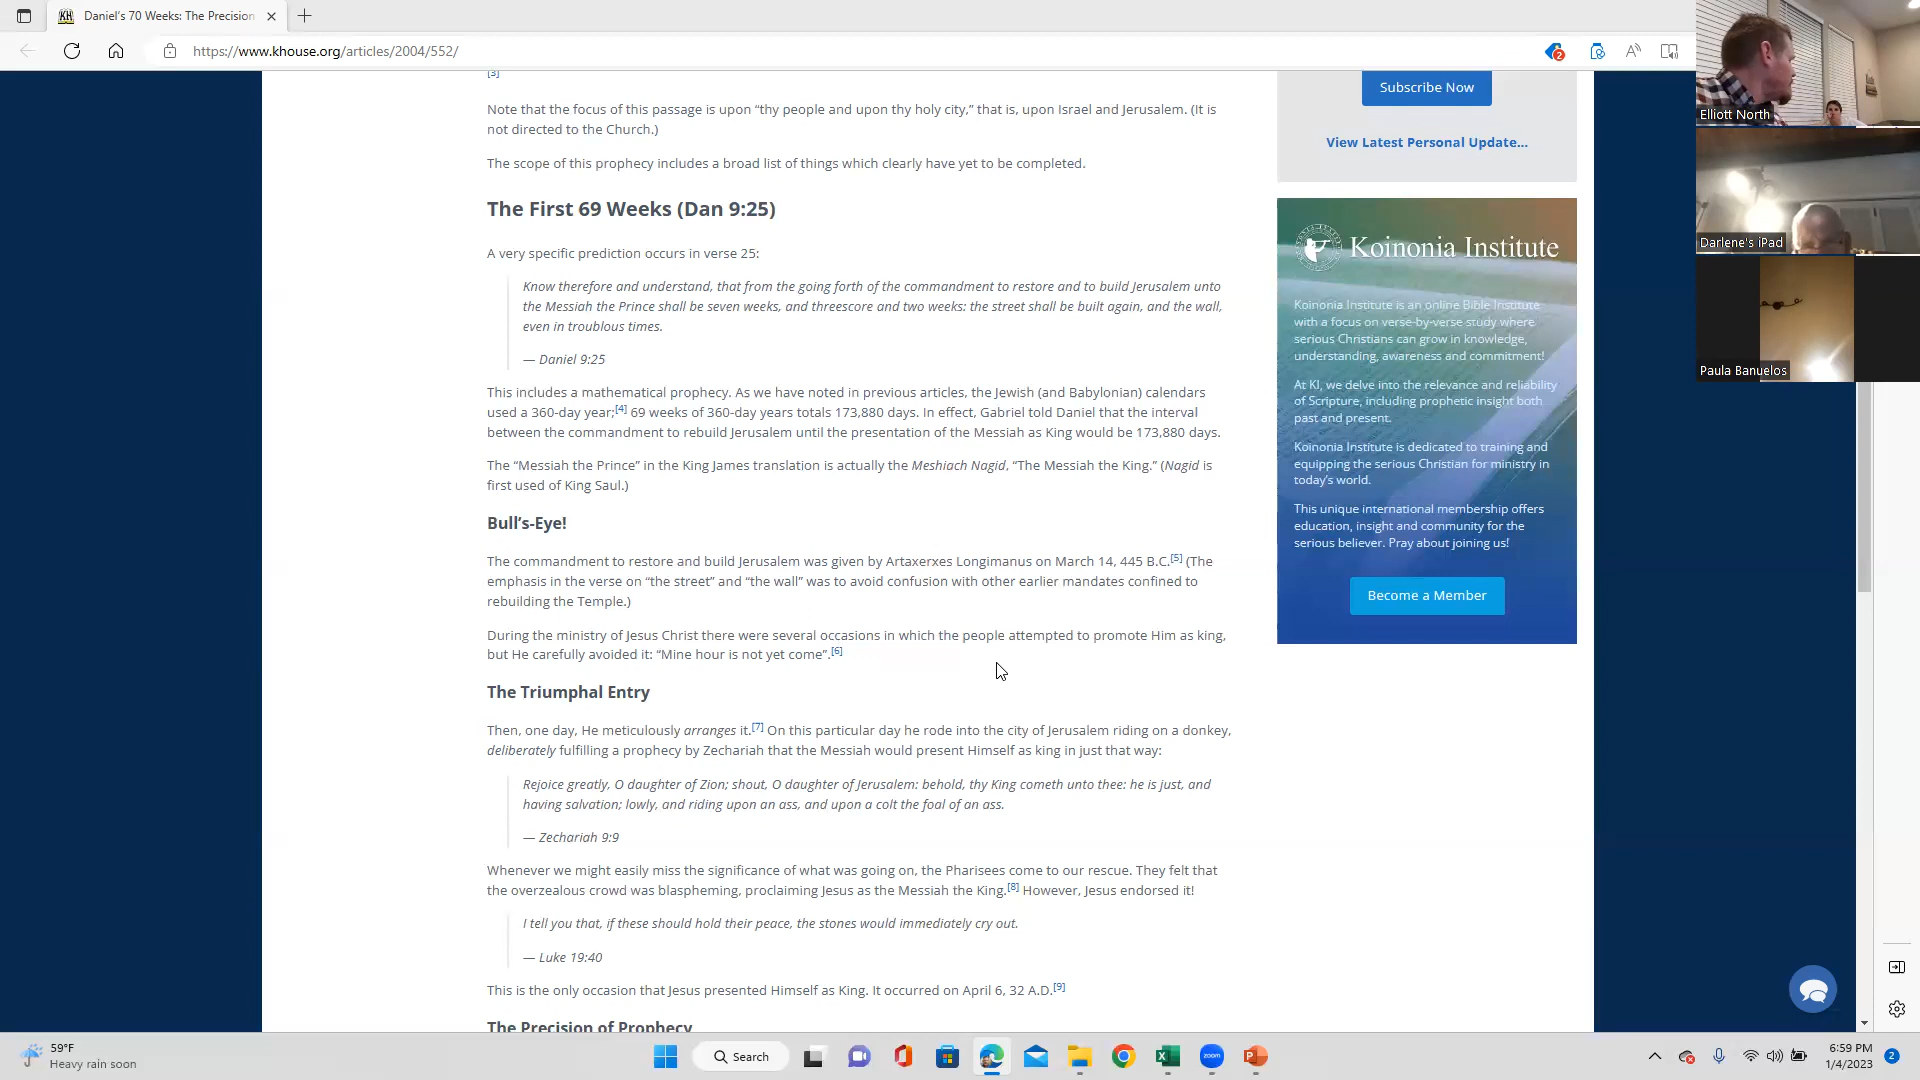 Daniel's 70 Weeks: The Precision
https://www.khouse.org/articles/2004/552/
2
[3]
Note that the focus of this passage is upon “thy people and upon thy holy city,” that is, upon Israel and Jerusalem. (It is
not directed to the Church.)
The scope of this prophecy includes a broad list of things which clearly have yet to be completed.
The First 69 Weeks (Dan 9:25)
A very specific prediction occurs in verse 25:
Know therefore and understand, that from the going forth of the commandment to restore and to build Jerusalem unto
the Messiah the Prince shall be seven weeks, and threescore and two weeks: the street shall be built again, and the wall,
even in troublous times.
— Daniel 9:25
This includes a mathematical prophecy. As we have noted in previous articles, the Jewish (and Babylonian) calendars
used a 360-day year;[4] 69 weeks of 360-day years totals 173,880 days. In effect, Gabriel told Daniel that the interval
between the commandment to rebuild Jerusalem until the presentation of the Messiah as King would be 173,880 days.
The “Messiah the Prince” in the King James translation is actually the Meshiach Nagid, “The Messiah the King.” (Nagid is
first used of King Saul.)
Bull’s-Eye!
The commandment to restore and build Jerusalem was given by Artaxerxes Longimanus on March 14, 445 B.C.[5] (The
emphasis in the verse on “the street” and “the wall” was to avoid confusion with other earlier mandates confined to
rebuilding the Temple.)
During the ministry of Jesus Christ there were several occasions in which the people attempted to promote Him as king,
but He carefully avoided it: “Mine hour is not yet come”.[6]
The Triumphal Entry
Then, one day, He meticulously arranges it.[7] On this particular day he rode into the city of Jerusalem riding on a donkey,
deliberately fulfilling a prophecy by Zechariah that the Messiah would present Himself as king in just that way:
Rejoice greatly, O daughter of Zion; shout, O daughter of Jerusalem: behold, thy King cometh unto thee: he is just, and
having salvation; lowly, and riding upon an ass, and upon a colt the foal of an ass.
— Zechariah 9:9
Whenever we might easily miss the significance of what was going on, the Pharisees come to our rescue. They felt that
the overzealous crowd was blaspheming, proclaiming Jesus as the Messiah the King.[8] However, Jesus endorsed it!
I tell you that, if these should hold their peace, the stones would immediately cry out.
— Luke 19:40
This is the only occasion that Jesus presented Himself as King. It occurred on April 6, 32 A.D.[9]
The Precision of Prophecy
Subscribe Now
View Latest Personal Update...
Koinonia Institute
Koinonia Institute is an online Bible Institute
with a focus on verse-by-verse study where
serious Christians can grow in knowledge,
understanding, awareness and commitment!
At KI, we delve into the relevance and reliability
of Scripture, including prophetic insight both
past and present.
Koinonia Institute is dedicated to training and
equipping the serious Christian for ministry in
today's world.
This unique international membership offers
education, insight and community for the
serious believer. Pray about joining us!
Become a Member
Elliott North
Darlene's iPad
Paula Banuelos
59°F
Heavy rain soon
Search
zoom
6:59 PM
1/4/2023
2